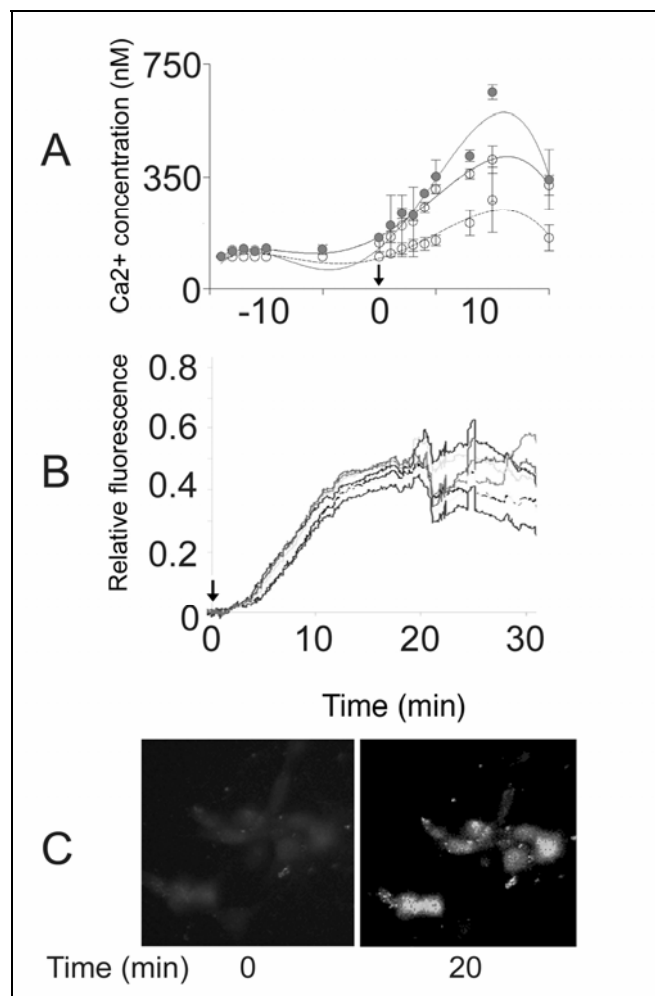 A
Ca2+ concentration (nM)
750
350
0
-10 0 10
B
Relative fluorescence
0.8
0.6
0.4
0.2
0
0 10 20 30
Time (min)
C
Time (min) 0 20